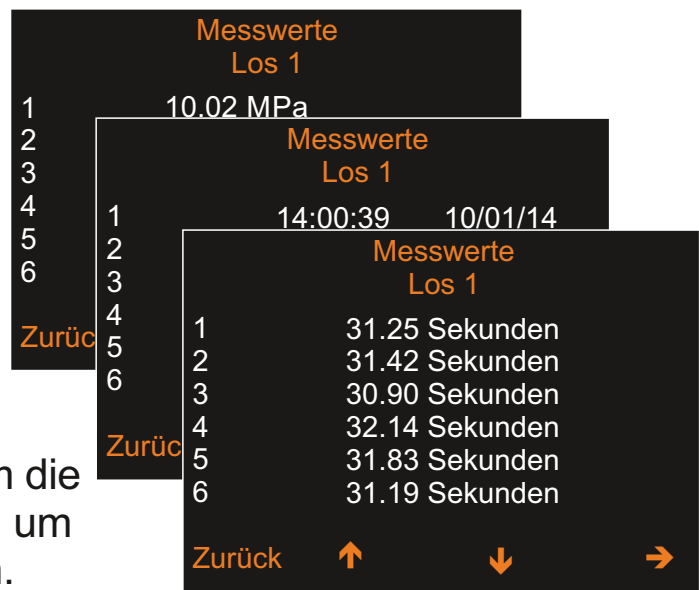 Messwerte
Los 1
1 10.02 MPa
2
3
4
5
6
Messwerte
Los 1
1 14:00:39 10/01/14
2
3
4
5
6
Messwerte
Los 1
1 31.25 Sekunden
2 31.42 Sekunden
3 30.90 Sekunden
4 32.14 Sekunden
5 31.83 Sekunden
6 31.19 Sekunden
Zurück ↑ ↓ →
die
um